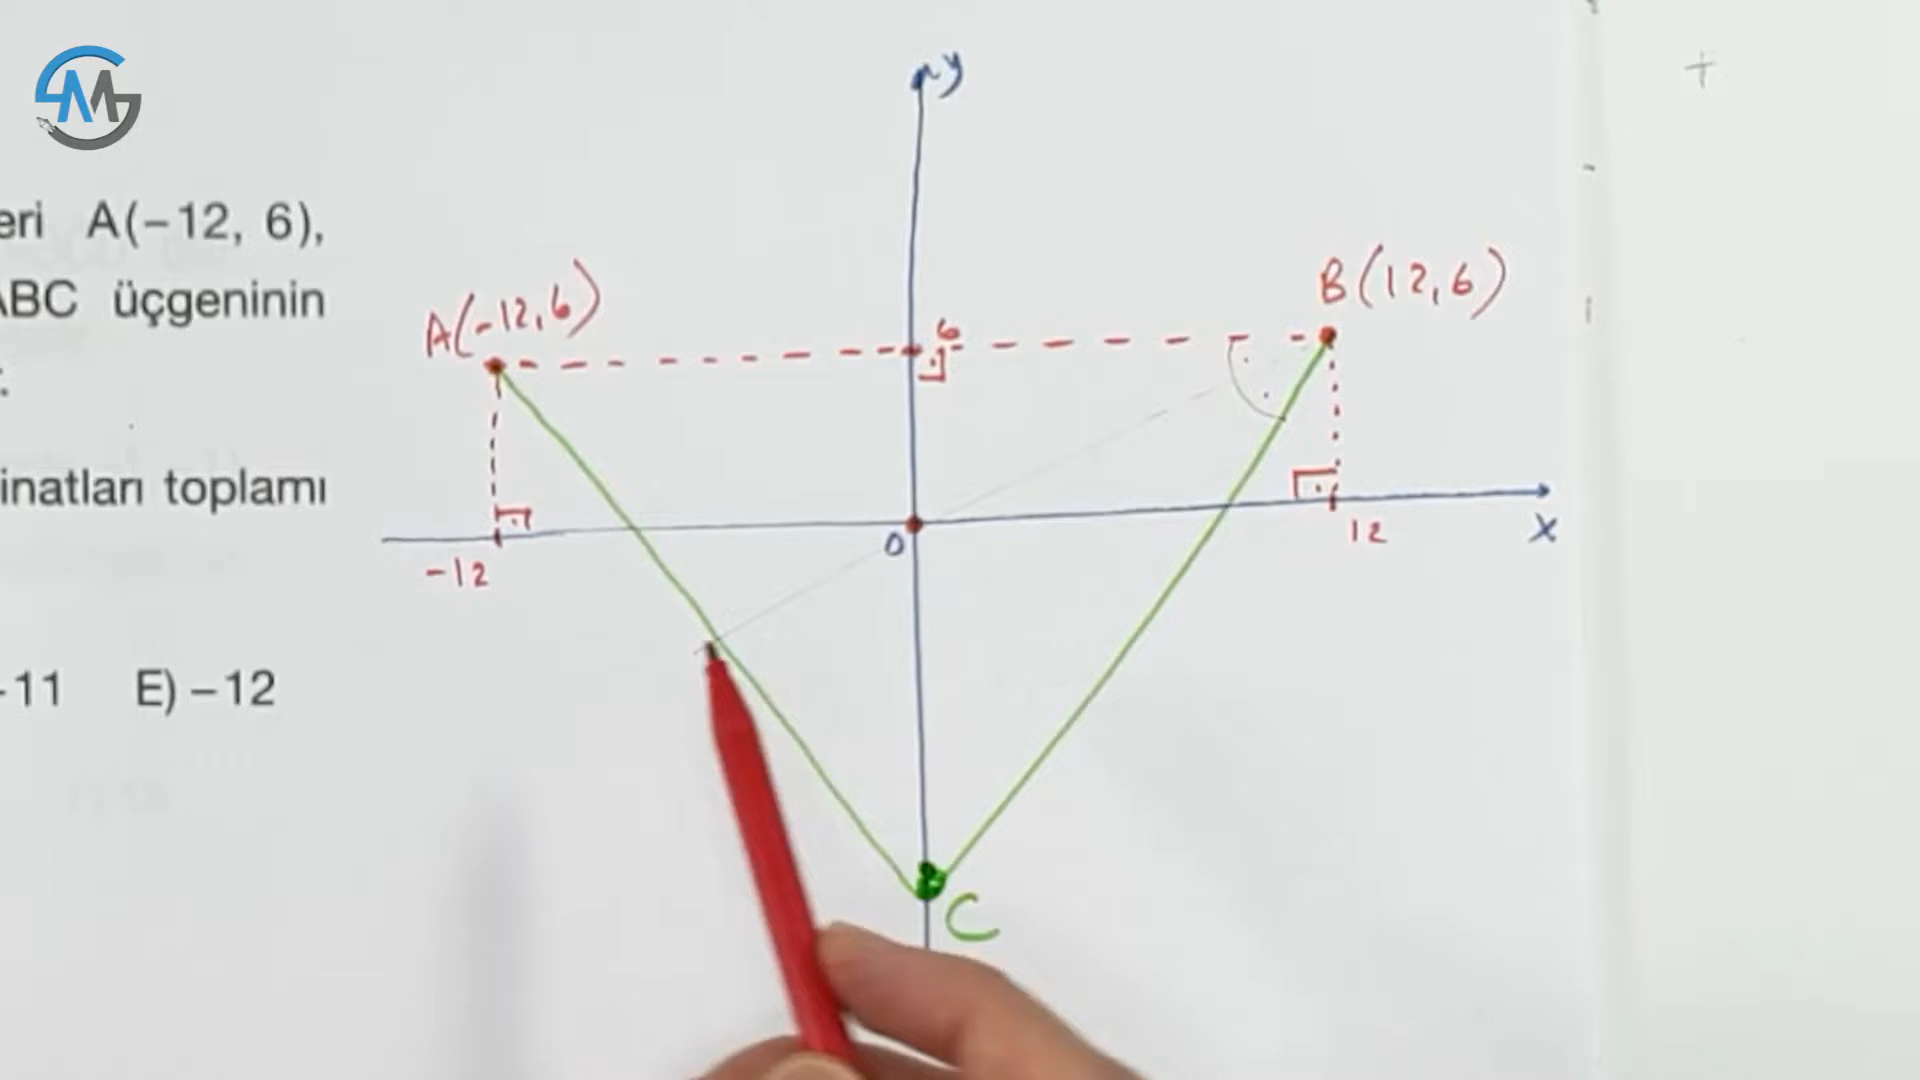 eri A(−12, 6),
ABC üçgeninin
inatları toplamı
-11 E) −12
y
A(-12,6)
6
B(12,6)
0
-12
12
x
C